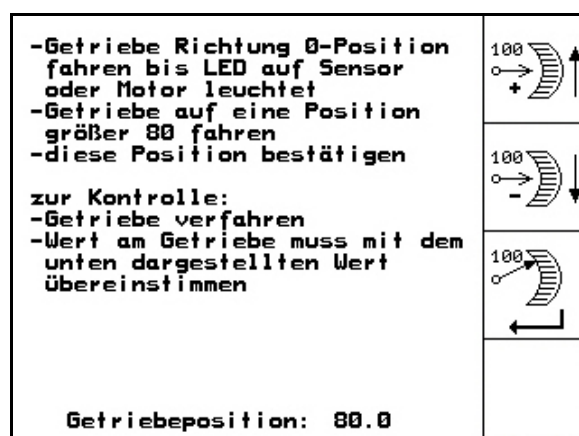 -Getriebe Richtung 0-Position
fahren bis LED auf Sensor
oder Motor leuchtet
-Getriebe auf eine Position
größer 80 fahren
-diese Position bestätigen
zur Kontrolle:
-Getriebe verfahren
-Wert am Getriebe muss mit dem
unten dargestellten Wert
übereinstimmen
Getriebeposition: 80.0
100
+
100
-
100